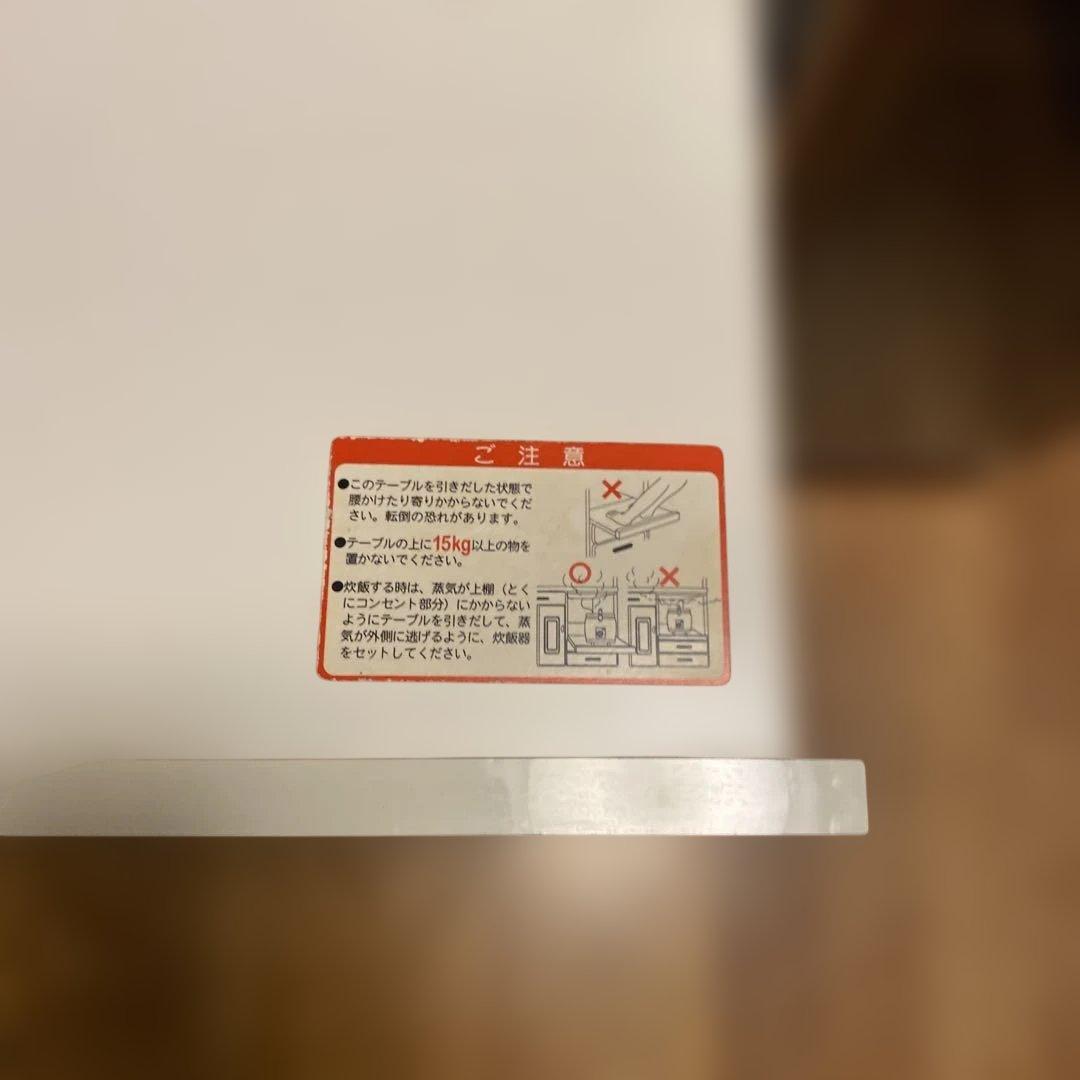 ご注意
●このテーブルを引きだした状態で
腰かけたり寄りかからないでくだ
さい。転倒の恐れがあります。
●テーブルの上に15kg以上の物を
置かないでください。
●炊飯する時は、蒸気が上棚（とく
にコンセント部分）にかからない
ようにテーブルを引きだして、蒸
気が外側に逃げるように、炊飯器
をセットしてください。